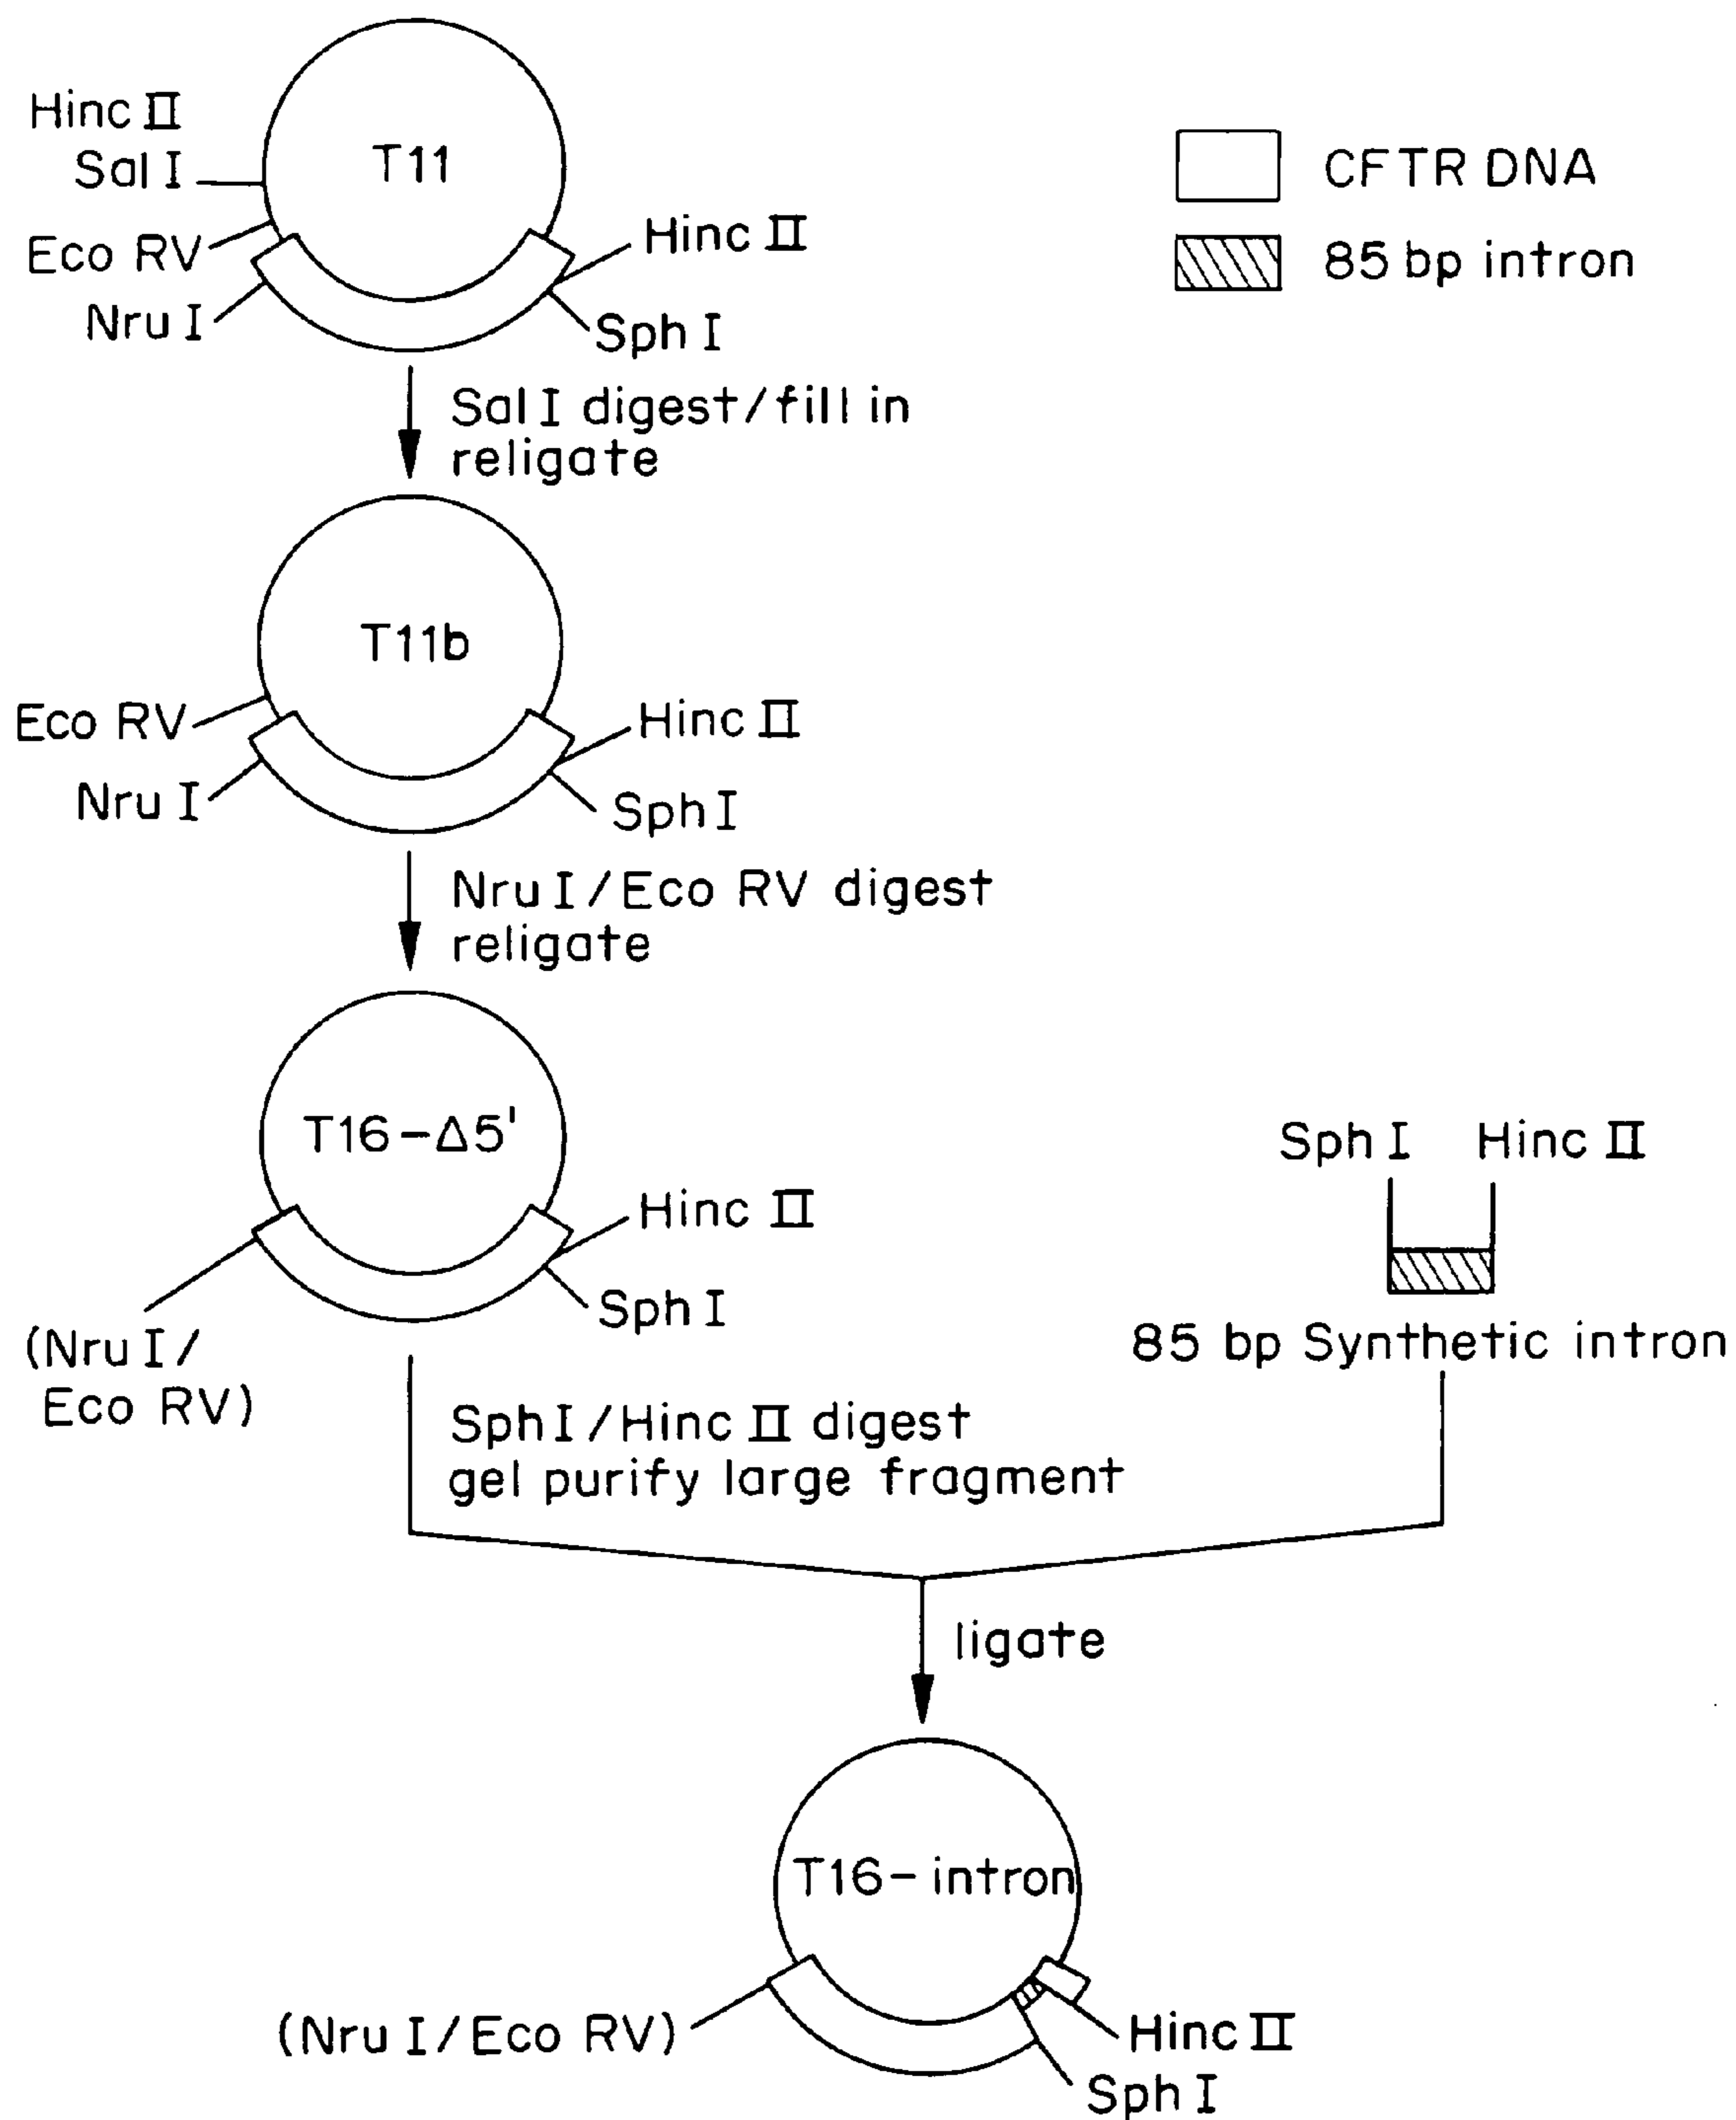 Hinc II
Sal I
T11
Eco RV
Nru I
Hinc II
Sph I
CFTR DNA
85 bp intron
Sal I digest/fill in
religate
T11b
Eco RV
Nru I
Hinc II
Sph I
Nru I/Eco RV digest
religate
T16-Δ5'
Hinc II
Sph I
(Nru I/
Eco RV)
Sph I Hinc II
85 bp Synthetic intron
Sph I/Hinc II digest
gel purify large fragment
ligate
T16-intron
(Nru I/Eco RV)
Hinc II
Sph I